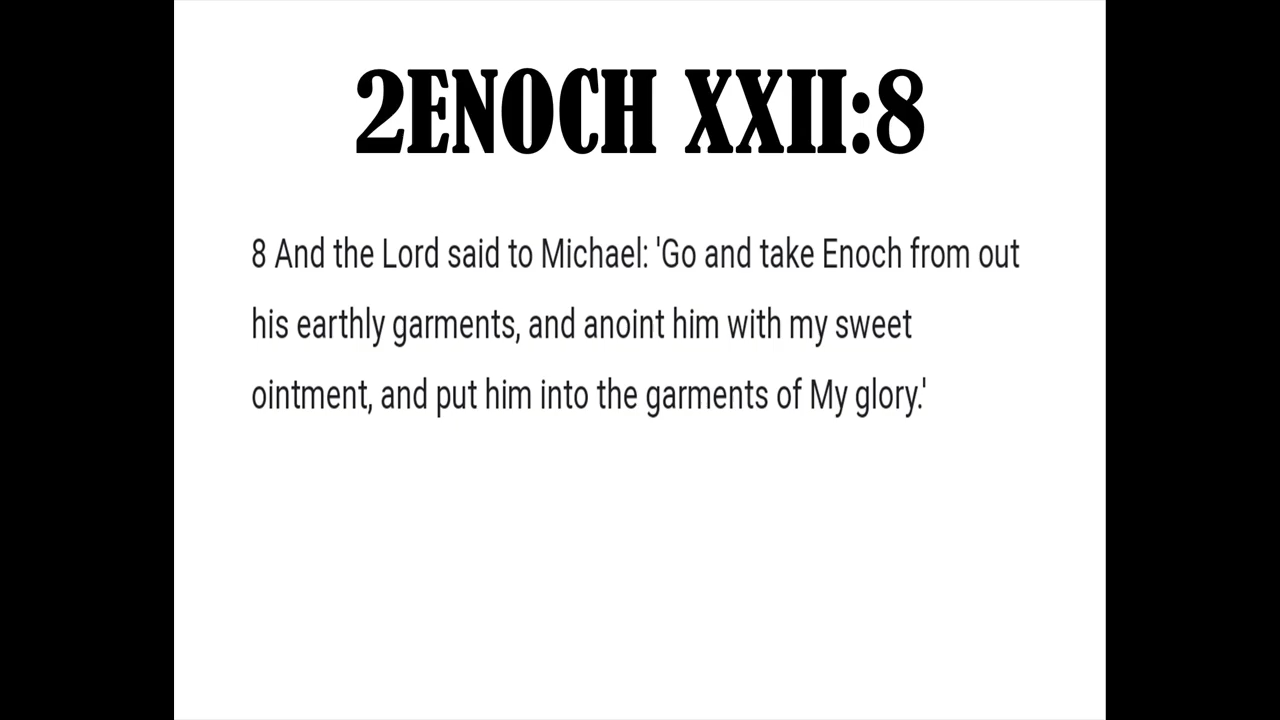 2ENOCH XXII:8
8 And the Lord said to Michael: 'Go and take Enoch from out
his earthly garments, and anoint him with my sweet
ointment, and put him into the garments of My glory.'